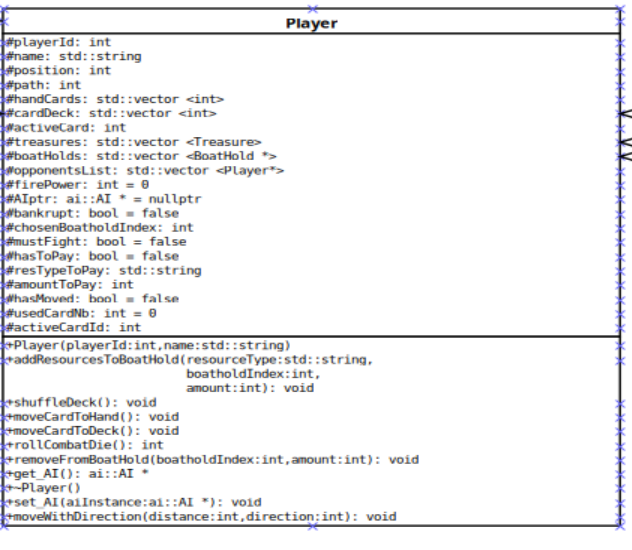 Player
#playerId: int
#name: std::string
#position: int
#path: int
#handCards: std::vector <int>
#cardDeck: std::vector <int>
#activeCard: int
#treasures: std::vector <Treasure>
#boatHolds: std::vector <BoatHold *>
#opponentsList: std::vector <Player*>
#firePower: int = 0
#AIptr: ai::AI * = nullptr
#bankrupt: bool = false
#chosenBoatholdIndex: int
#mustFight: bool = false
#hasToPay: bool = false
#resTypeToPay: std::string
#amountToPay: int
#hasMoved: bool = false
#usedCardNb: int = 0
#activeCardId: int
+Player(playerId:int,name:std::string)
+addResourcesToBoatHold(resourceType:std::string,
boatholdIndex:int,
amount:int): void
+shuffleDeck(): void
+moveCardToHand(): void
+moveCardToDeck(): void
+rollCombatDie(): int
+removeFromBoatHold(boatholdIndex:int,amount:int): void
+get_AI(): ai::AI *
+~Player()
+set_AI(aiInstance:ai::AI *): void
+moveWithDirection(distance:int,direction:int): void